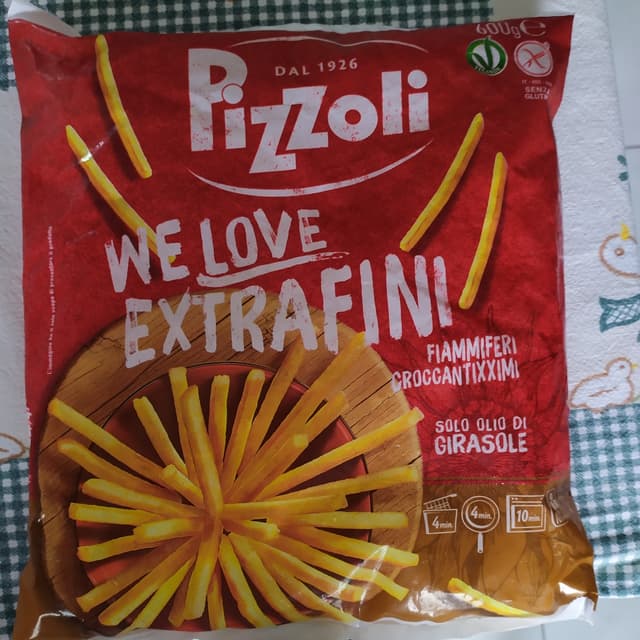 600g e
DAL 1926
Pizzoli
SENZA
GLUTINE
WE LOVE
EXTRAFINI
FIAMMIFERI
CROCCANTIXXIMI
SOLO OLIO DI
GIRASOLE
4 min.
4 min.
10 min.